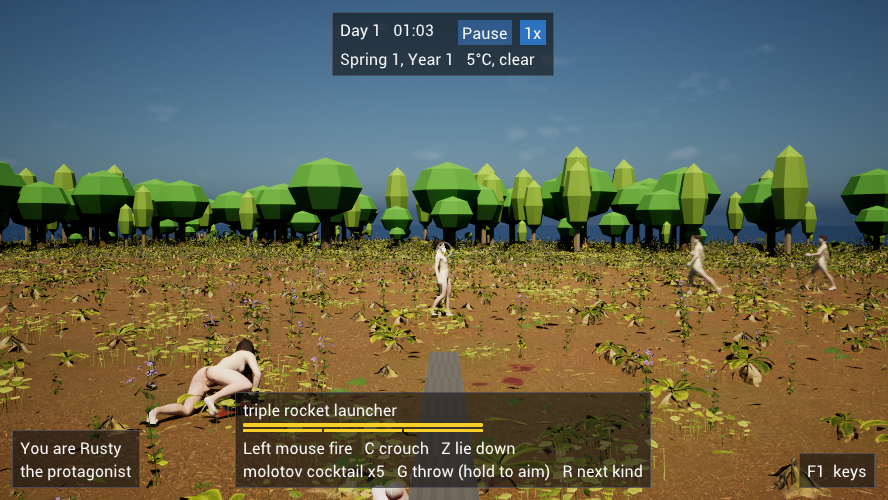 Day 1 01:03 Pause 1x
Spring 1, Year 1 5°C, clear
triple rocket launcher
Left mouse fire C crouch Z lie down
molotov cocktail x5 G throw (hold to aim) R next kind
You are Rusty
the protagonist
F1 keys